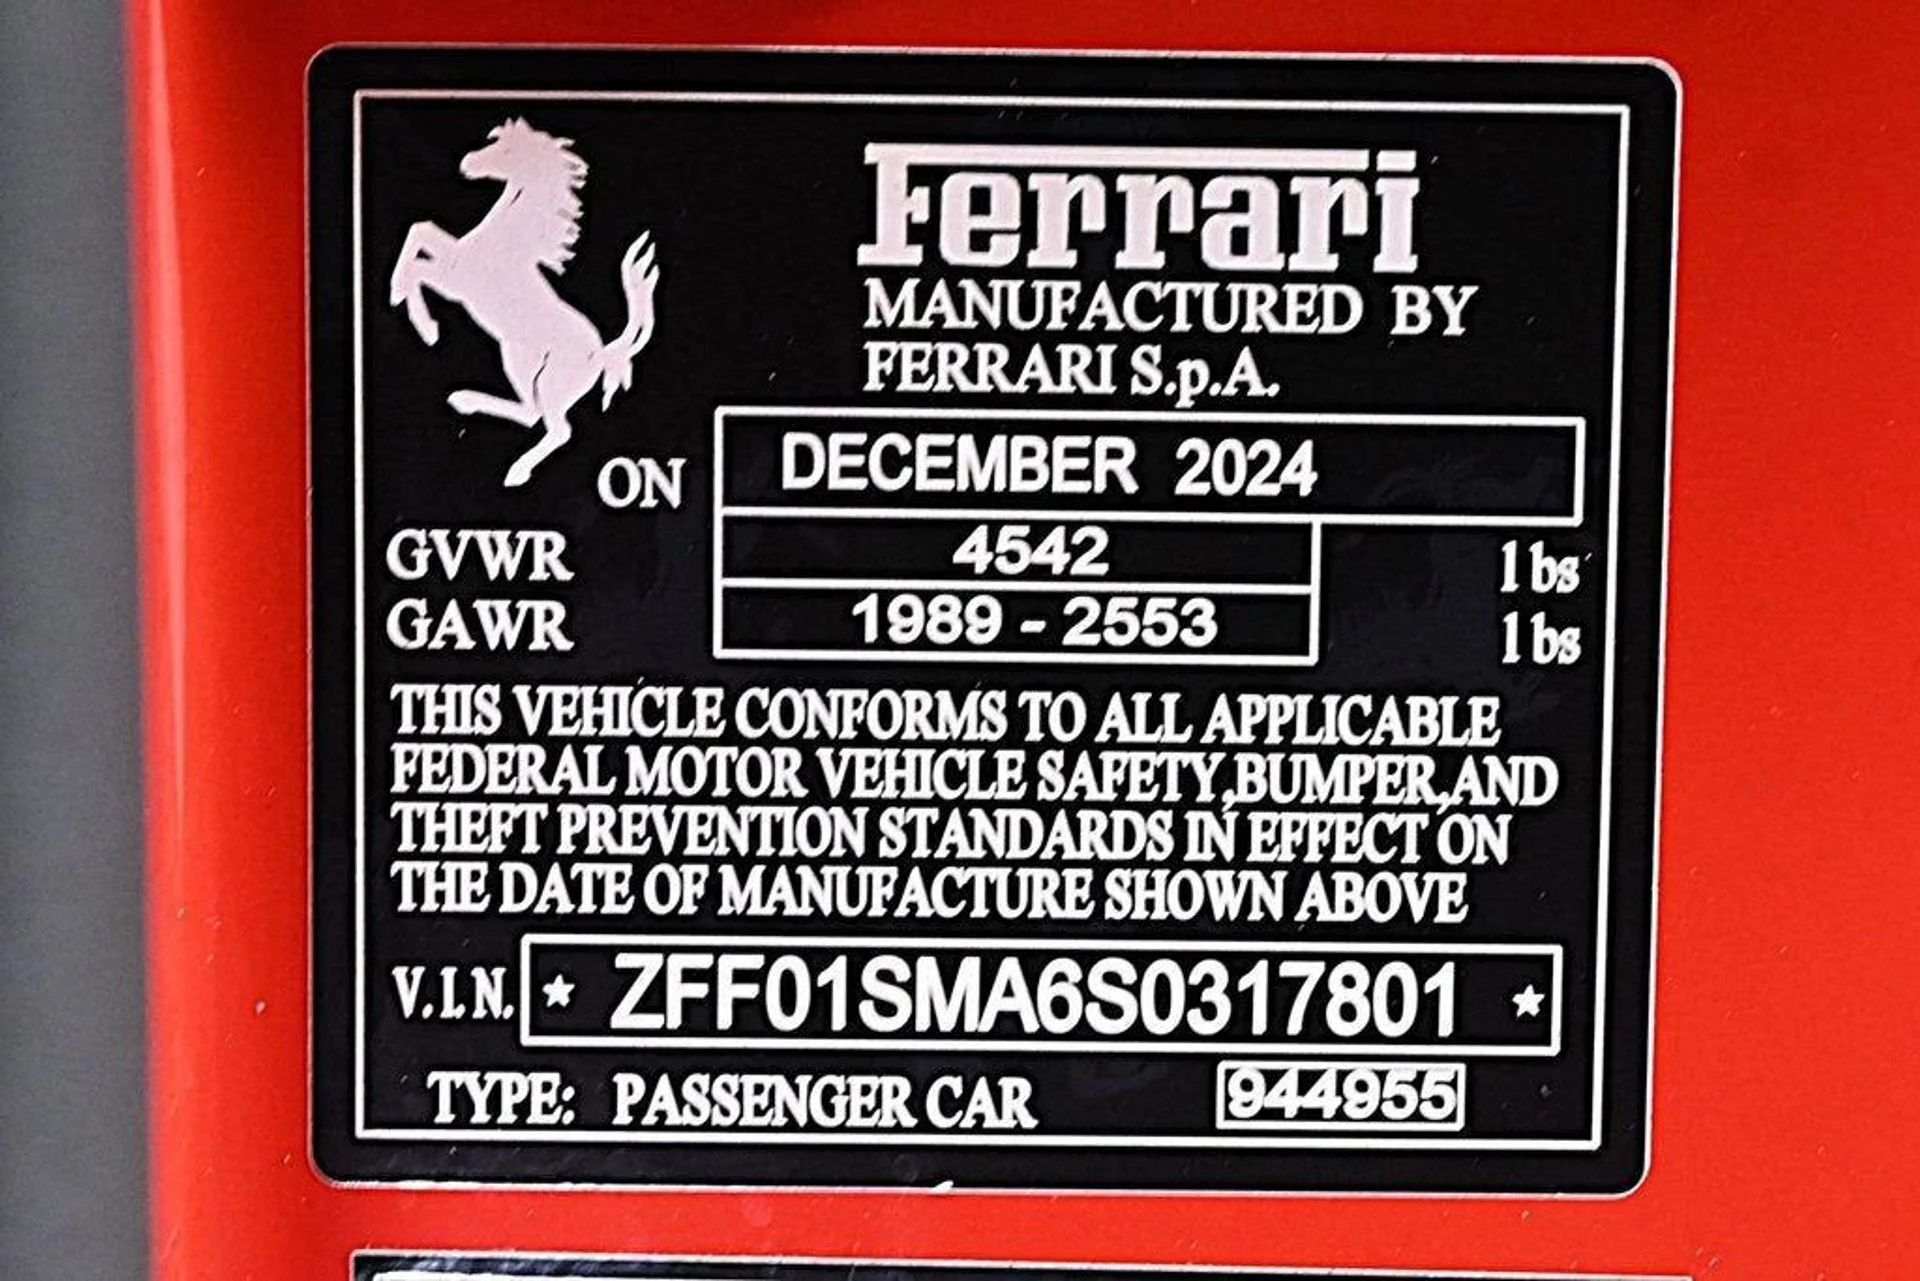 Ferrari
MANUFACTURED BY
FERRARI S.p.A.
ON DECEMBER 2024
GVWR 4542 lbs
GAWR 1989 - 2553 lbs
THIS VEHICLE CONFORMS TO ALL APPLICABLE
FEDERAL MOTOR VEHICLE SAFETY,BUMPER,AND
THEFT PREVENTION STANDARDS IN EFFECT ON
THE DATE OF MANUFACTURE SHOWN ABOVE
V.I.N. ★ ZFF01SMA6S0317801 ★
TYPE: PASSENGER CAR 944955